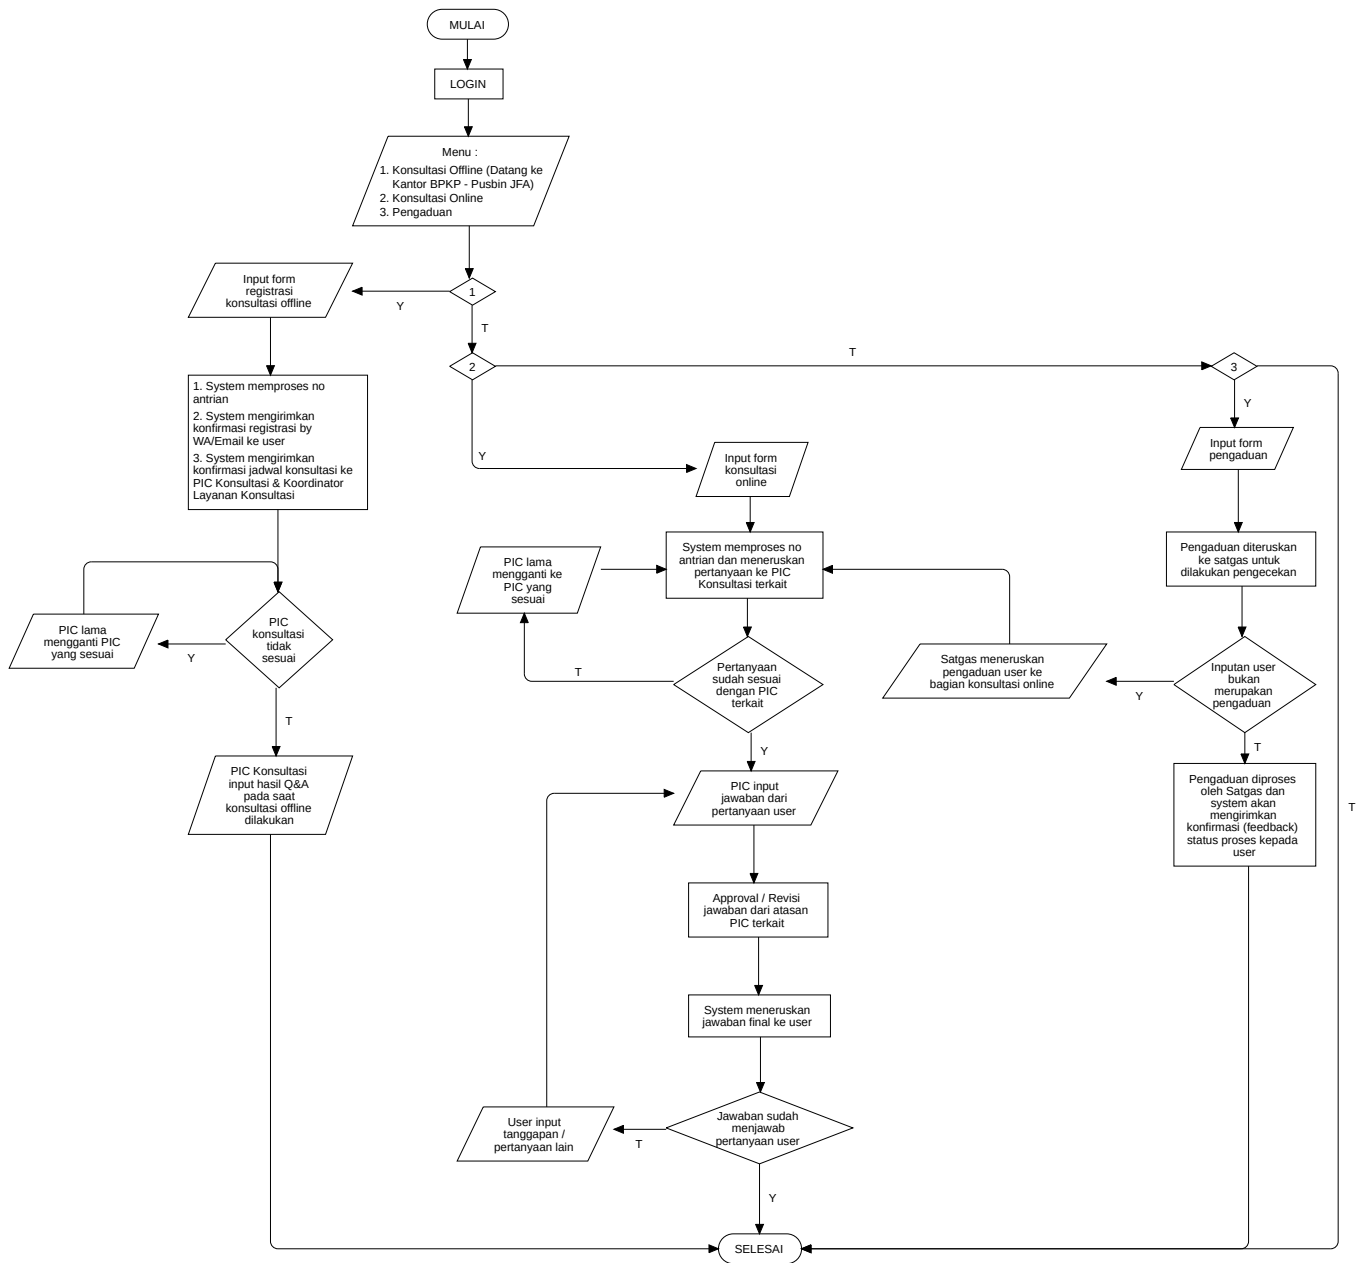 MULAI
LOGIN
Menu :
1. Konsultasi Offline (Datang ke
Kantor BPKP - Pusbin JFA)
2. Konsultasi Online
3. Pengaduan
1
Y
T
Input form
registrasi
konsultasi offline
1. System memproses no
antrian
2. System mengirimkan
konfirmasi registrasi by
WA/Email ke user
3. System mengirimkan
konfirmasi jadwal konsultasi ke
PIC Konsultasi & Koordinator
Layanan Konsultasi
PIC
konsultasi
tidak
sesuai
Y
PIC lama
mengganti PIC
yang sesuai
T
PIC Konsultasi
input hasil Q&A
pada saat
konsultasi offline
dilakukan
2
T
Y
Input form
konsultasi
online
System memproses no
antrian dan meneruskan
pertanyaan ke PIC
Konsultasi terkait
PIC lama
mengganti ke
PIC yang
sesuai
T
Pertanyaan
sudah sesuai
dengan PIC
terkait
Y
PIC input
jawaban dari
pertanyaan user
Approval / Revisi
jawaban dari atasan
PIC terkait
System meneruskan
jawaban final ke user
Jawaban sudah
menjawab
pertanyaan user
T
User input
tanggapan /
pertanyaan lain
Y
3
Y
Input form
pengaduan
Pengaduan diteruskan
ke satgas untuk
dilakukan pengecekan
Inputan user
bukan
merupakan
pengaduan
Y
Satgas meneruskan
pengaduan user ke
bagian konsultasi online
T
Pengaduan diproses
oleh Satgas dan
system akan
mengirimkan
konfirmasi (feedback)
status proses kepada
user
T
SELESAI